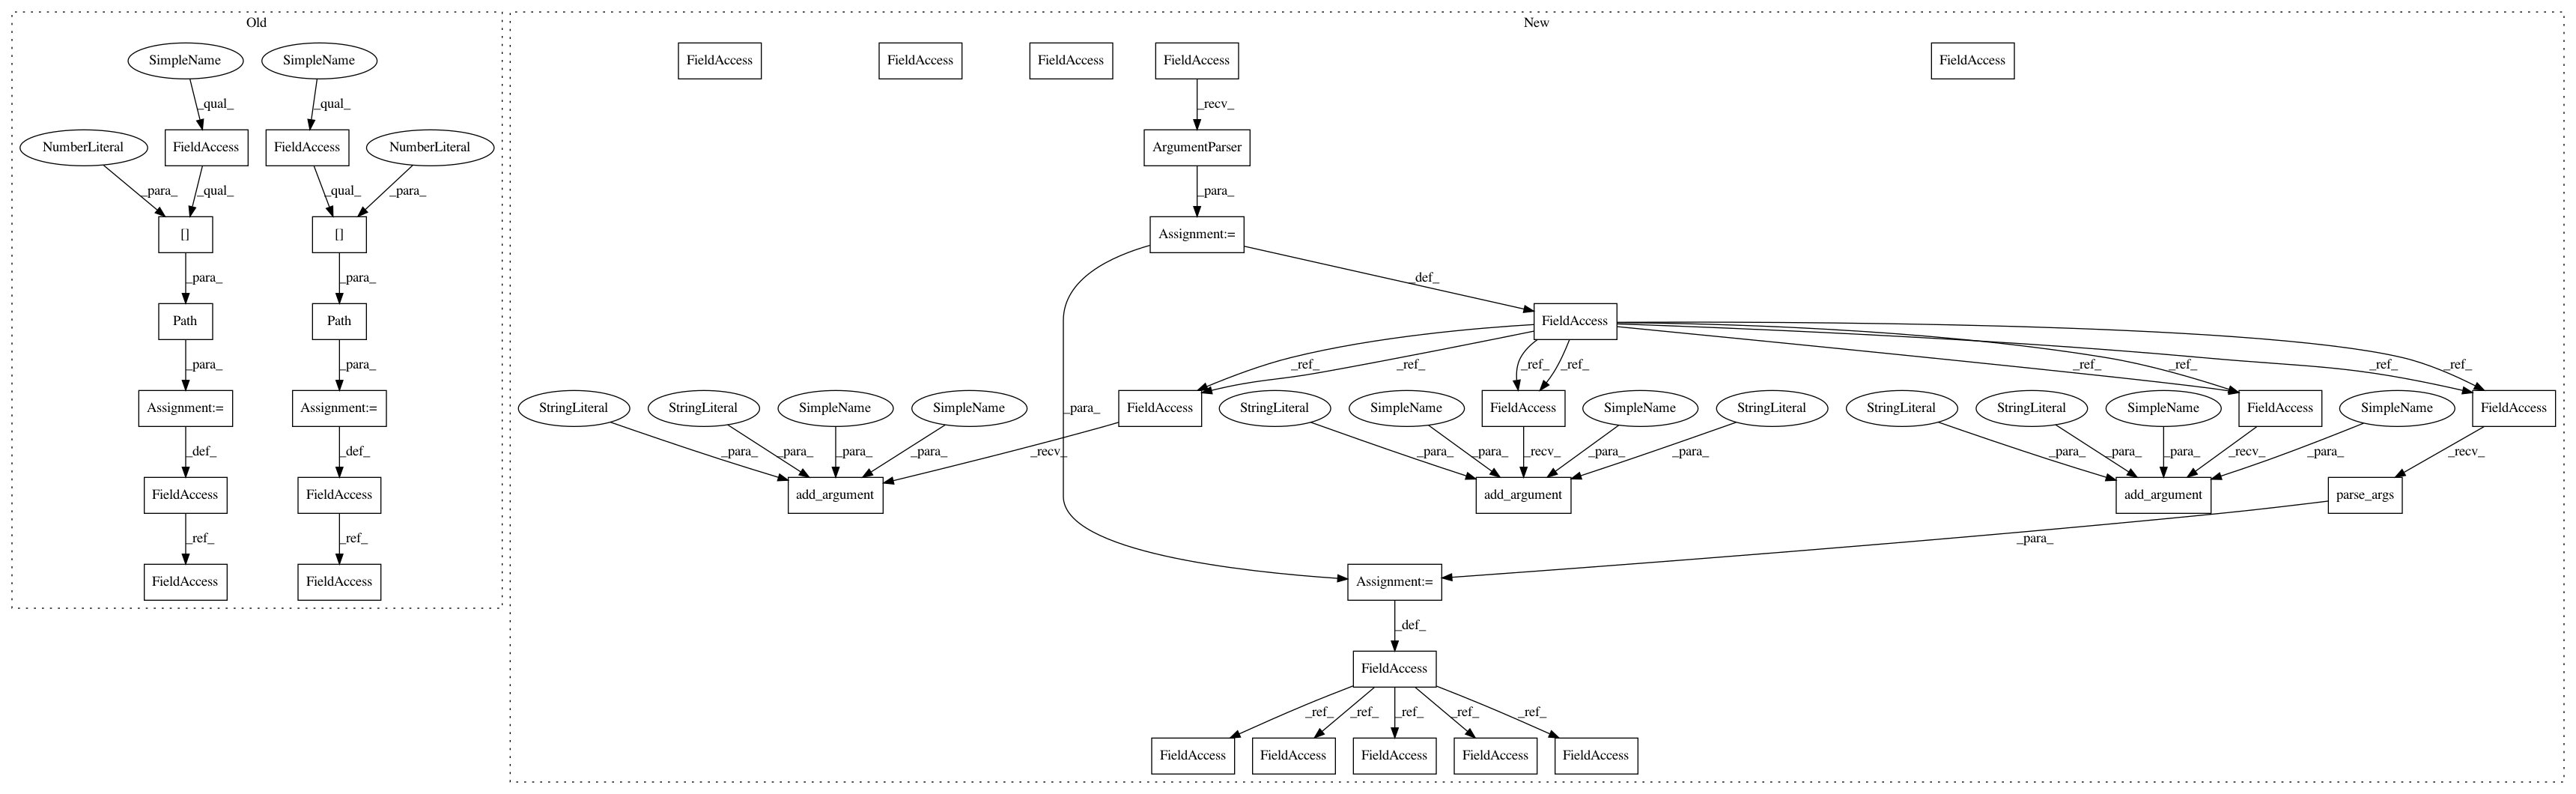 Old New
SimpleName SimpleName FieldAccess FieldAccess FieldAccess FieldAccess FieldAccess
_qual_ _qual_ _recv_
NumberLiteral FieldAccess FieldAccess NumberLiteral ArgumentParser
_para_ _qual_ _qual_ _para_ _para_
[] [] Assignment:=
_para_ _para_ _def_
Path Path FieldAccess
_para_ _para_ _ref_ _ref_ _ref_ _ref_ _ref_ _ref_ _ref_ _ref_
Assignment:= Assignment:= StringLiteral StringLiteral SimpleName SimpleName _para_ FieldAccess StringLiteral SimpleName FieldAccess SimpleName StringLiteral StringLiteral StringLiteral SimpleName FieldAccess SimpleName FieldAccess
_def_ _def_ _para_ _para_ _para_ _para_ _recv_ _para_ _para_ _recv_ _para_ _para_ _para_ _para_ _para_ _recv_ _para_ _recv_
FieldAccess FieldAccess add_argument add_argument add_argument parse_args
_ref_ _ref_ _para_
FieldAccess FieldAccess Assignment:=
_def_
FieldAccess
_ref_ _ref_ _ref_ _ref_ _ref_
FieldAccess FieldAccess FieldAccess FieldAccess FieldAccess